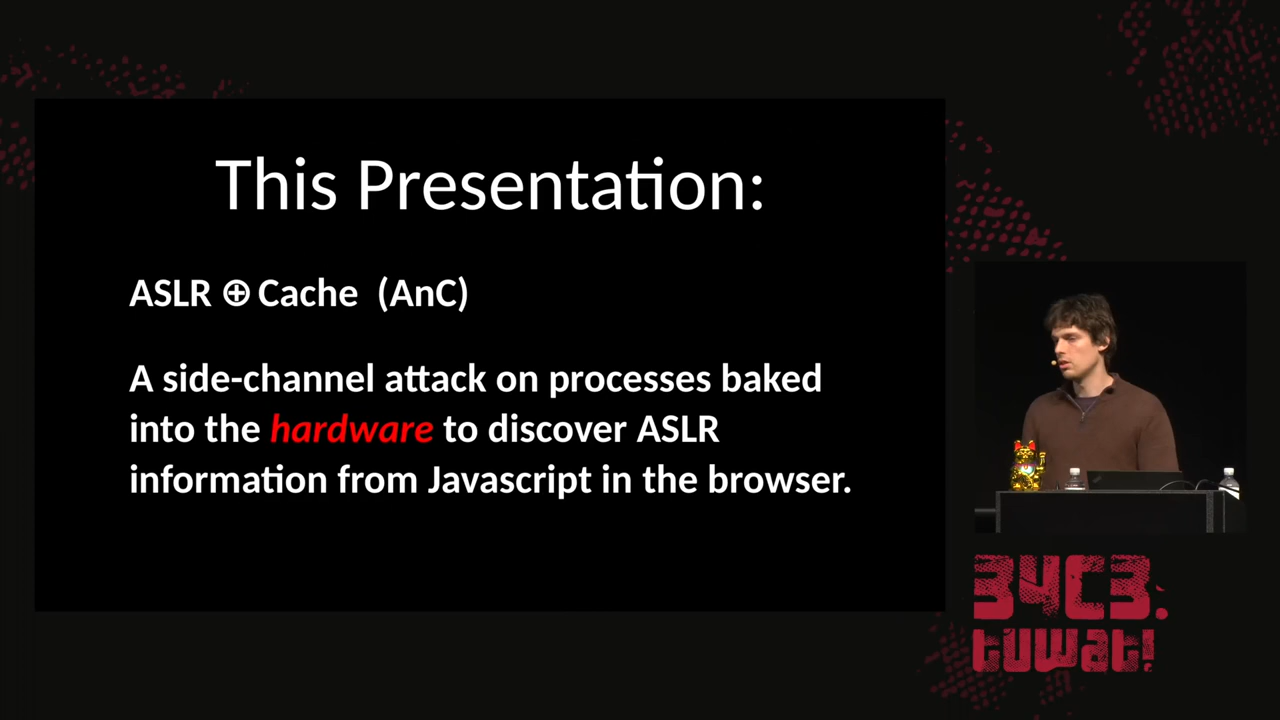 This Presentation:
ASLR ⊕ Cache (AnC)
A side-channel attack on processes baked
into the hardware to discover ASLR
information from Javascript in the browser.
34C3.
tuwat!